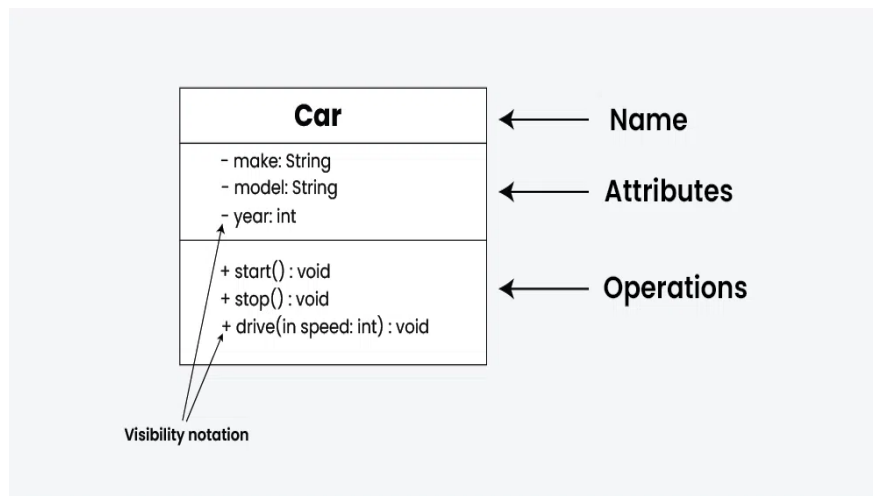 Car
Name
- make: String
- model: String
- year: int
Attributes
+ start() : void
+ stop() : void
+ drive(in speed: int) : void
Operations
Visibility notation